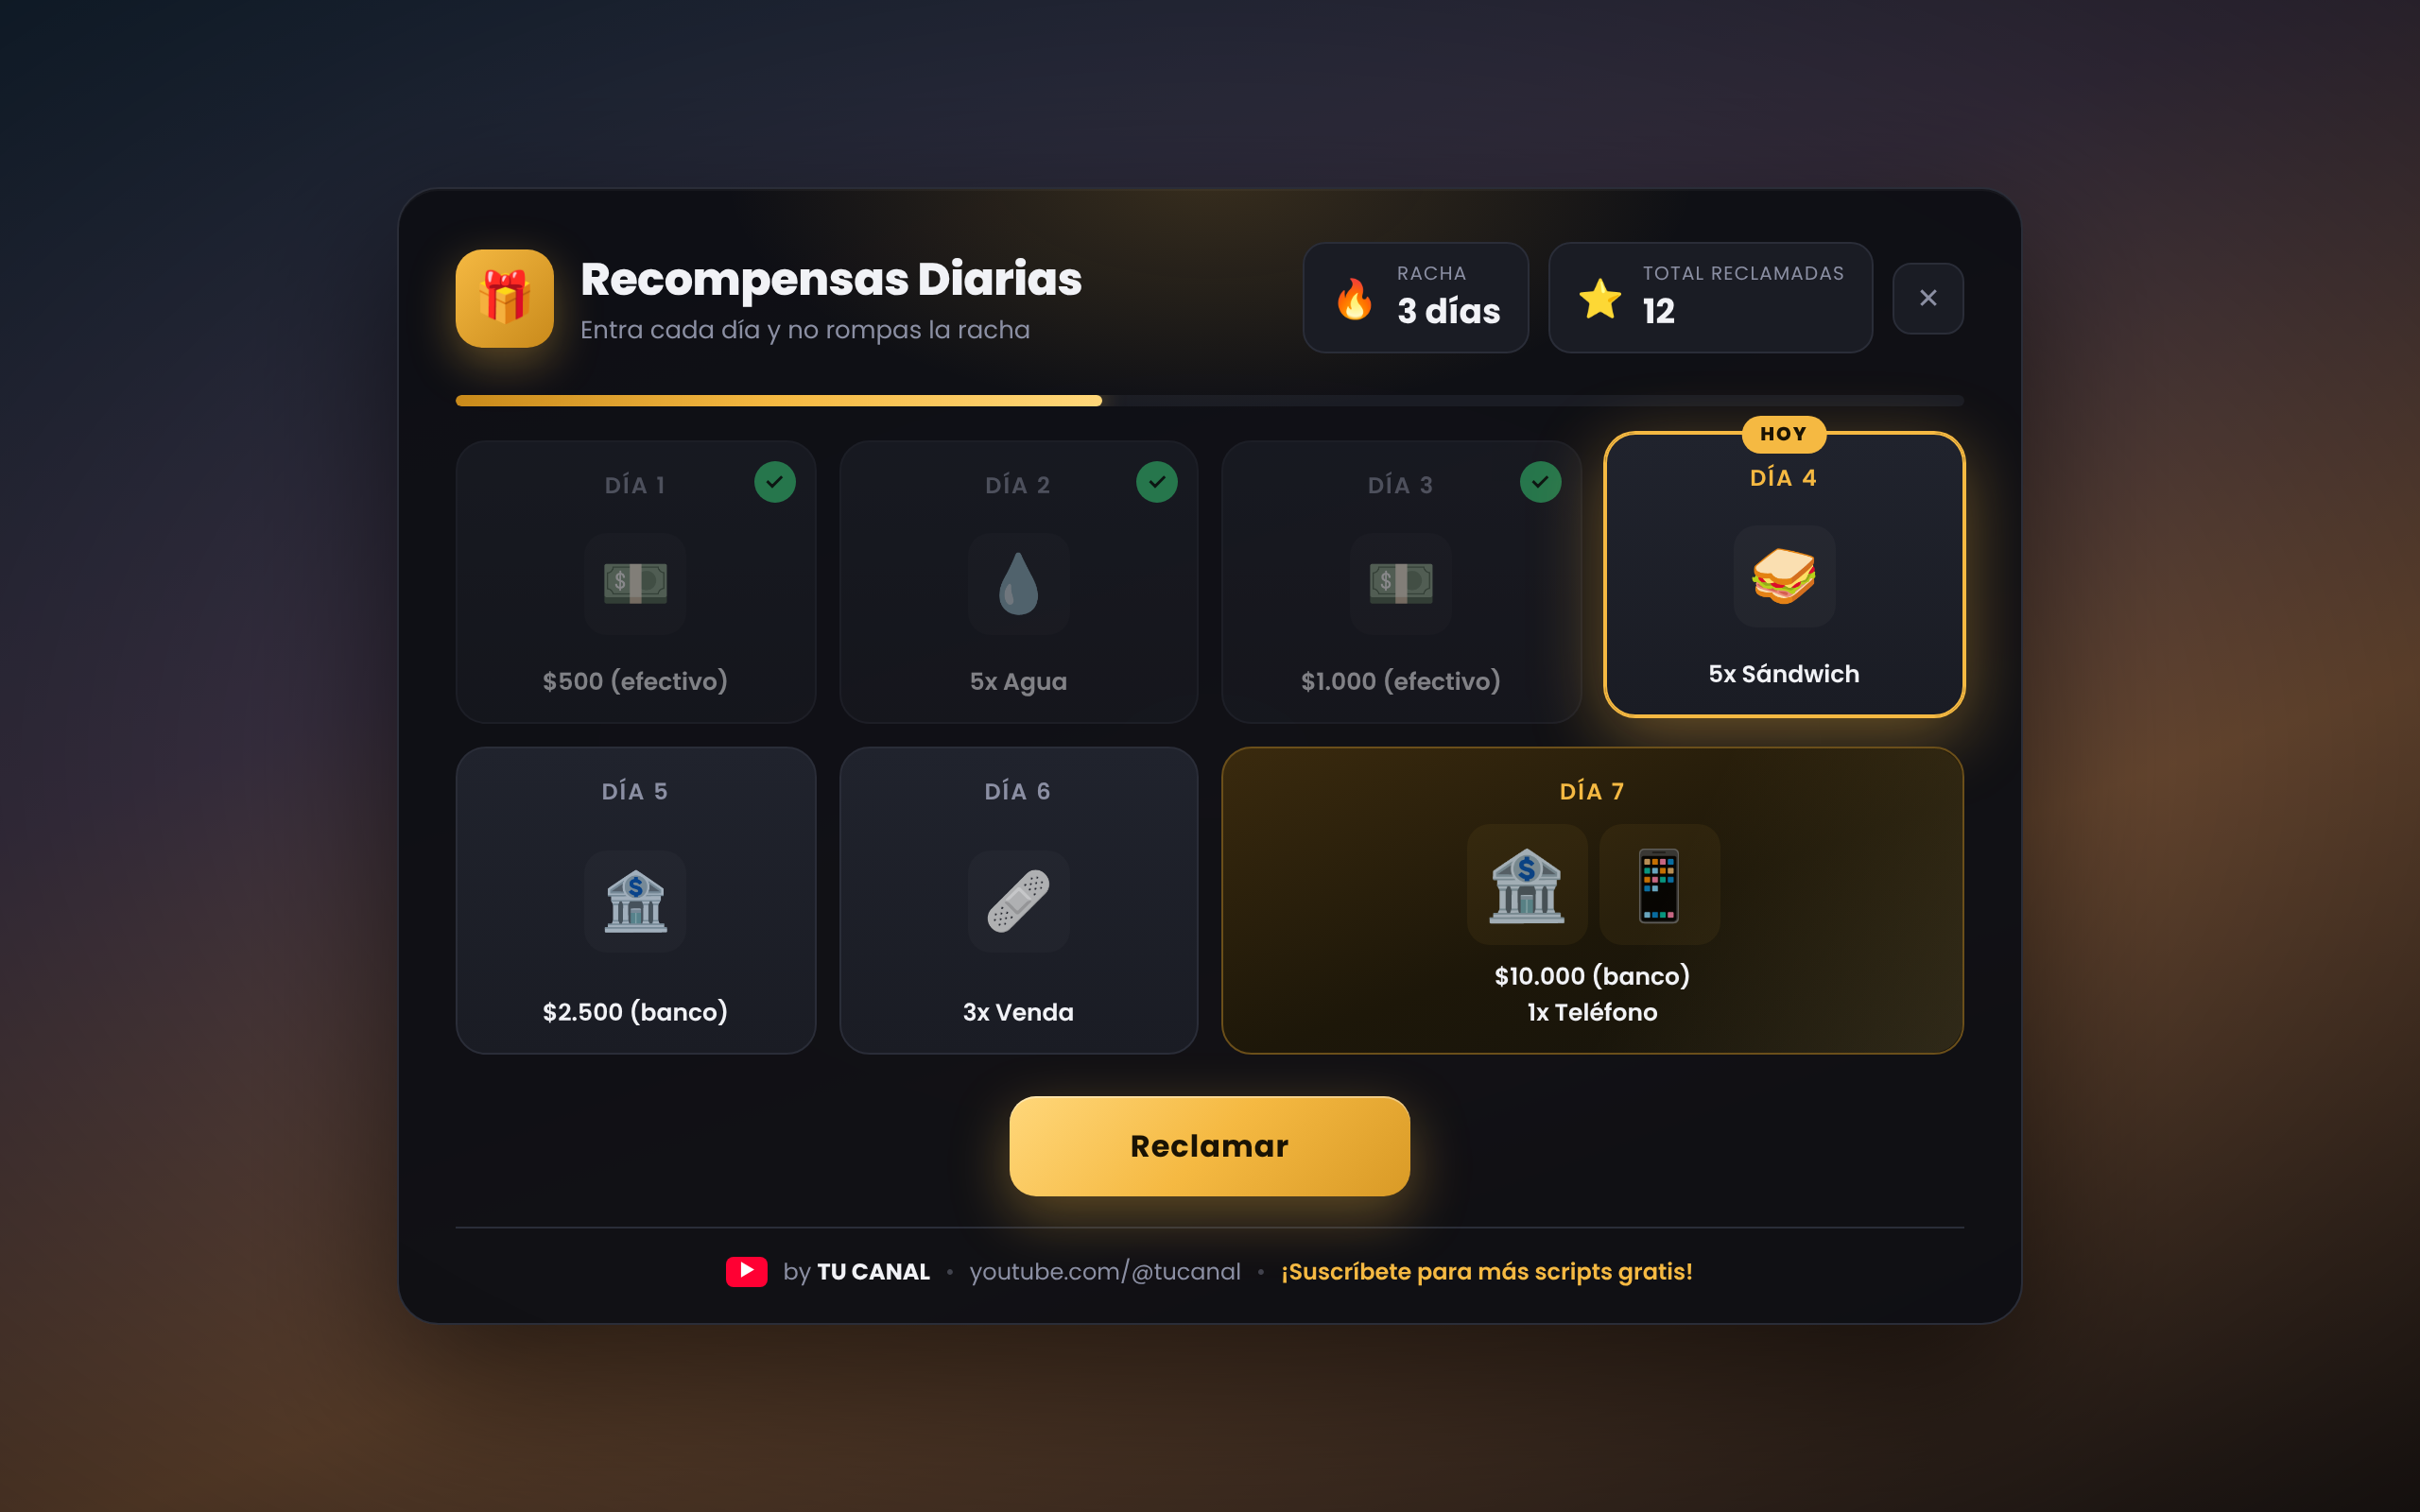 Recompensas Diarias
Entra cada día y no rompas la racha
RACHA
3 días
TOTAL RECLAMADAS
12
DÍA 1
$500 (efectivo)
DÍA 2
5x Agua
DÍA 3
$1.000 (efectivo)
HOY
DÍA 4
5x Sándwich
DÍA 5
$2.500 (banco)
DÍA 6
3x Venda
DÍA 7
$10.000 (banco)
1x Teléfono
Reclamar
by TU CANAL • youtube.com/@tucanal • ¡Suscríbete para más scripts gratis!